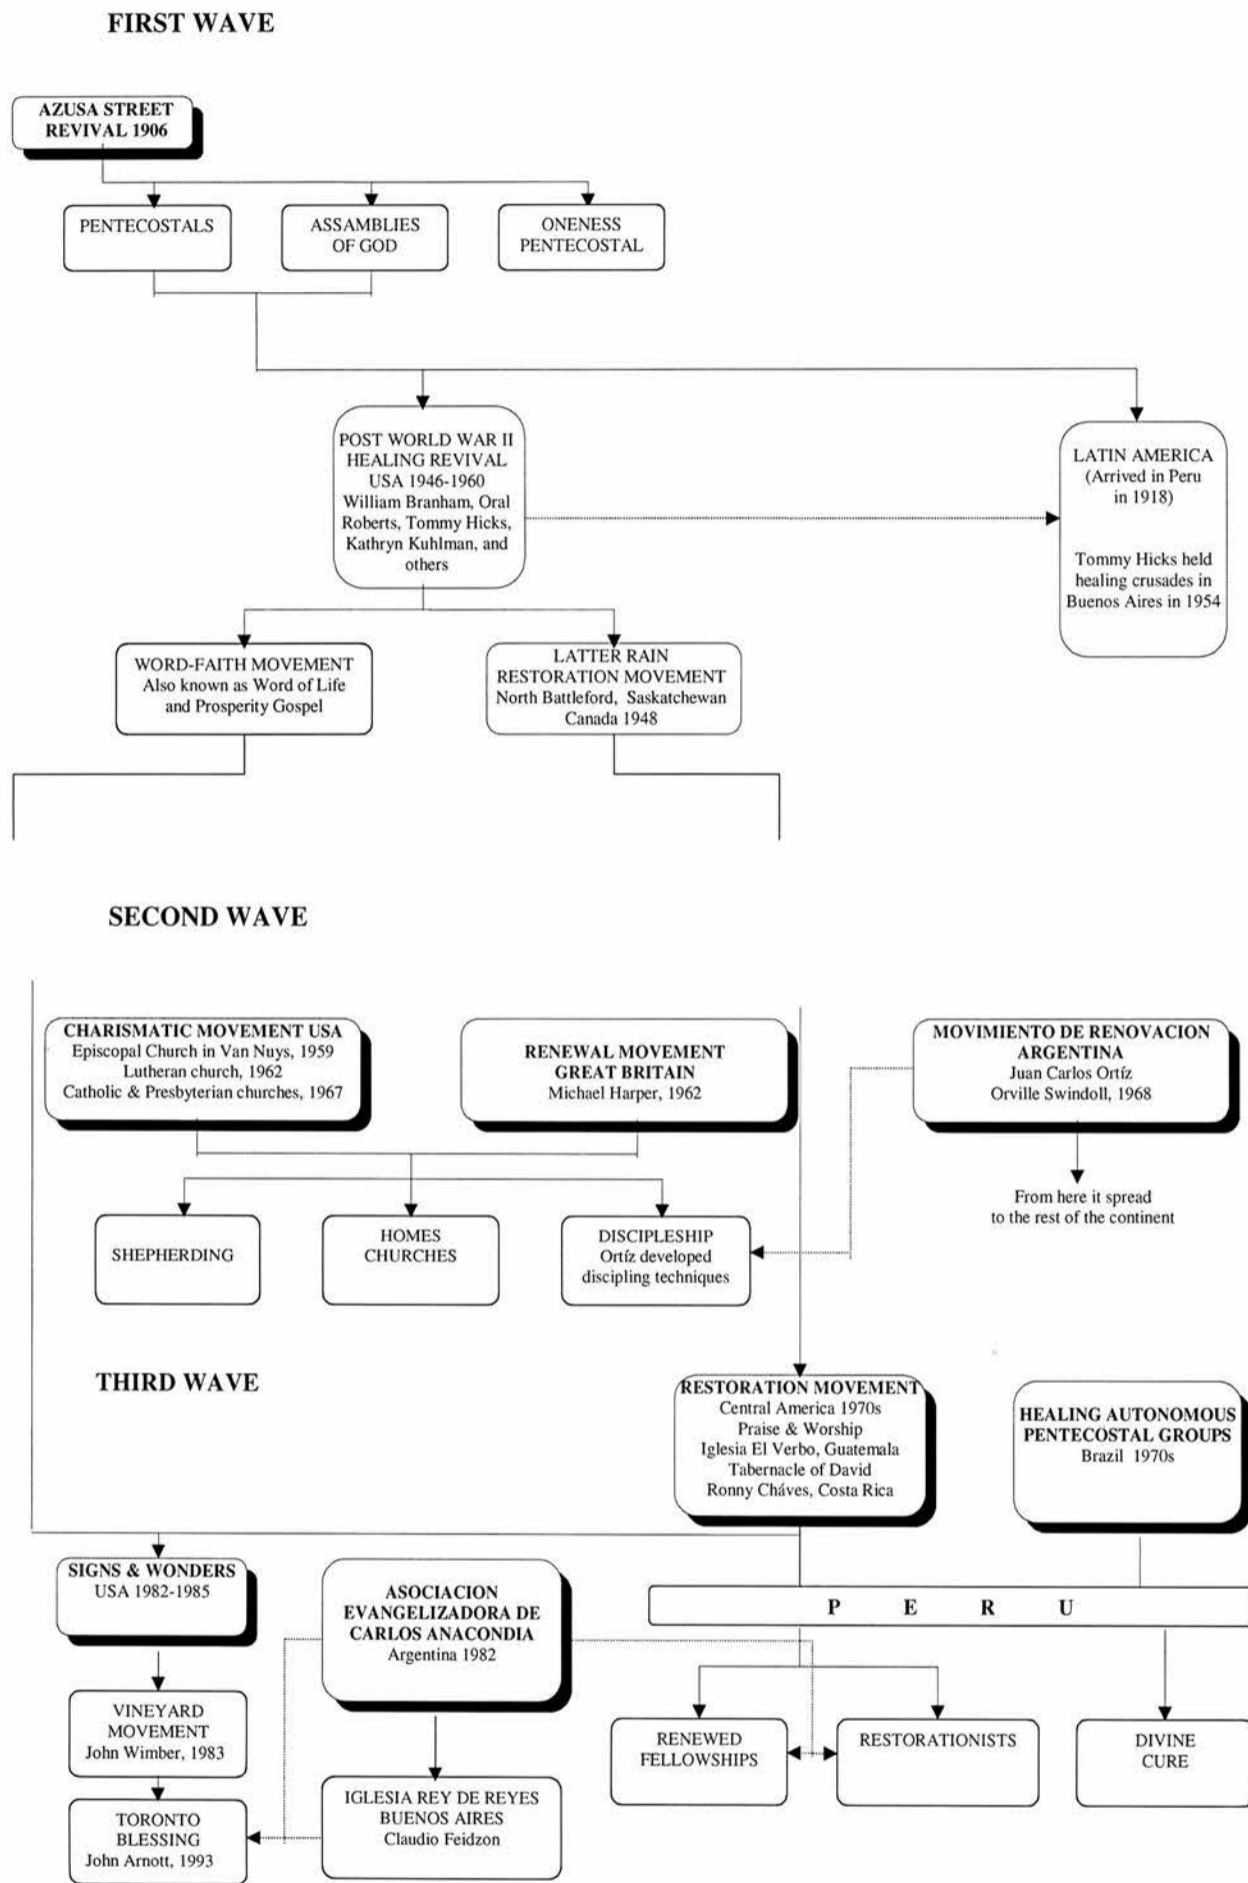 FIRST WAVE
AZUSA STREET
REVIVAL 1906
PENTECOSTALS
ASSAMBLIES
OF GOD
ONENESS
PENTECOSTAL
POST WORLD WAR II
HEALING REVIVAL
USA 1946-1960
William Branham, Oral
Roberts, Tommy Hicks,
Kathryn Kuhlman, and
others
LATIN AMERICA
(Arrived in Peru
in 1918)
Tommy Hicks held
healing crusades in
Buenos Aires in 1954
WORD-FAITH MOVEMENT
Also known as Word of Life
and Prosperity Gospel
LATTER RAIN
RESTORATION MOVEMENT
North Battleford, Saskatchewan
Canada 1948
SECOND WAVE
CHARISMATIC MOVEMENT USA
Episcopal Church in Van Nuys, 1959
Lutheran church, 1962
Catholic & Presbyterian churches, 1967
RENEWAL MOVEMENT
GREAT BRITAIN
Michael Harper, 1962
MOVIMIENTO DE RENOVACION
ARGENTINA
Juan Carlos Ortíz
Orville Swindoll, 1968
From here it spread
to the rest of the continent
SHEPHERDING
HOMES
CHURCHES
DISCIPLESHIP
Ortíz developed
discipling techniques
THIRD WAVE
RESTORATION MOVEMENT
Central America 1970s
Praise & Worship
Iglesia El Verbo, Guatemala
Tabernacle of David
Ronny Cháves, Costa Rica
HEALING AUTONOMOUS
PENTECOSTAL GROUPS
Brazil 1970s
SIGNS & WONDERS
USA 1982-1985
ASOCIACION
EVANGELIZADORA DE
CARLOS ANACONDIA
Argentina 1982
P E R U
VINEYARD
MOVEMENT
John Wimber, 1983
RENEWED
FELLOWSHIPS
RESTORATIONISTS
DIVINE
CURE
TORONTO
BLESSING
John Arnott, 1993
IGLESIA REY DE REYES
BUENOS AIRES
Claudio Feidzon